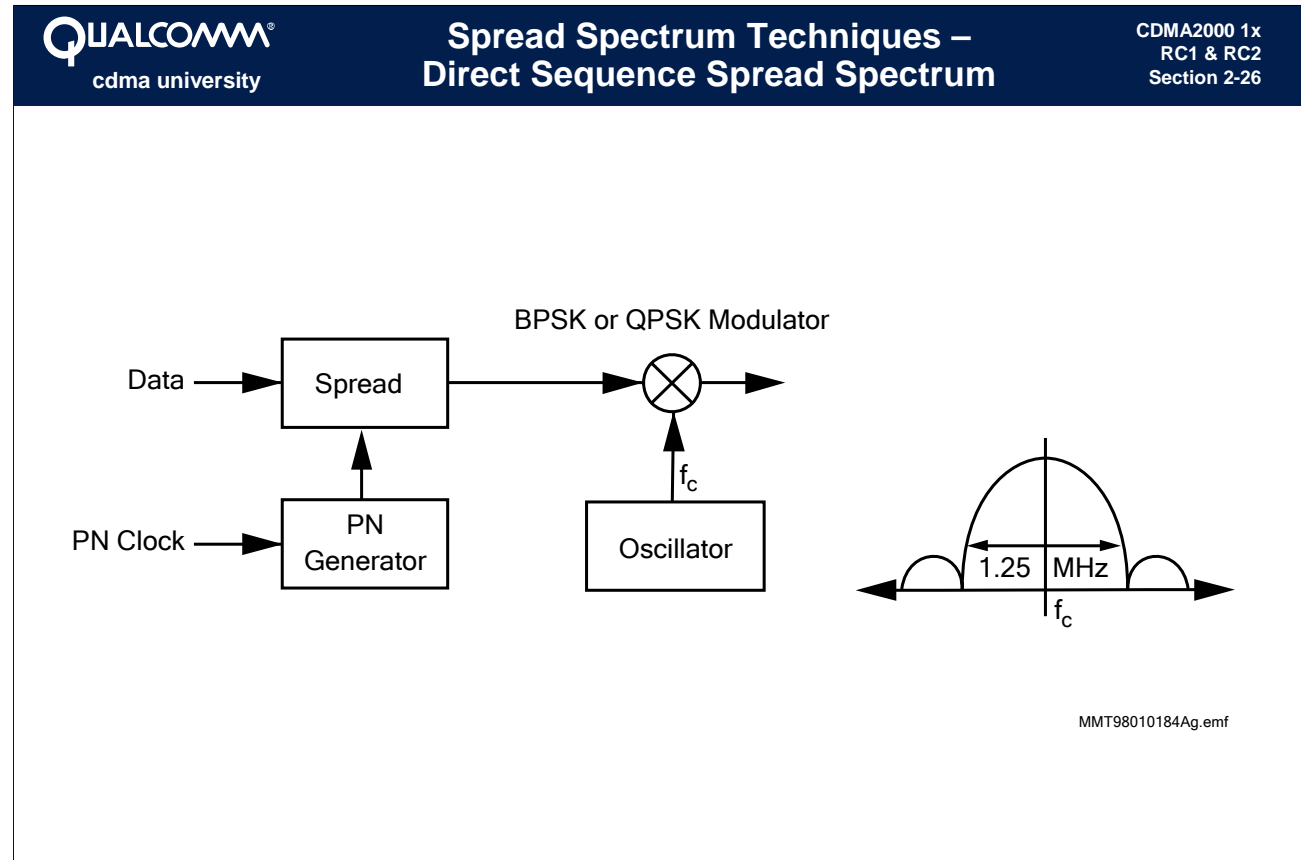 QUALCOMM®
cdma university
Spread Spectrum Techniques –
Direct Sequence Spread Spectrum
CDMA2000 1x
RC1 & RC2
Section 2-26
BPSK or QPSK Modulator
Data
Spread
fc
PN Clock
PN
Generator
Oscillator
1.25 MHz
fc
MMT98010184Ag.emf